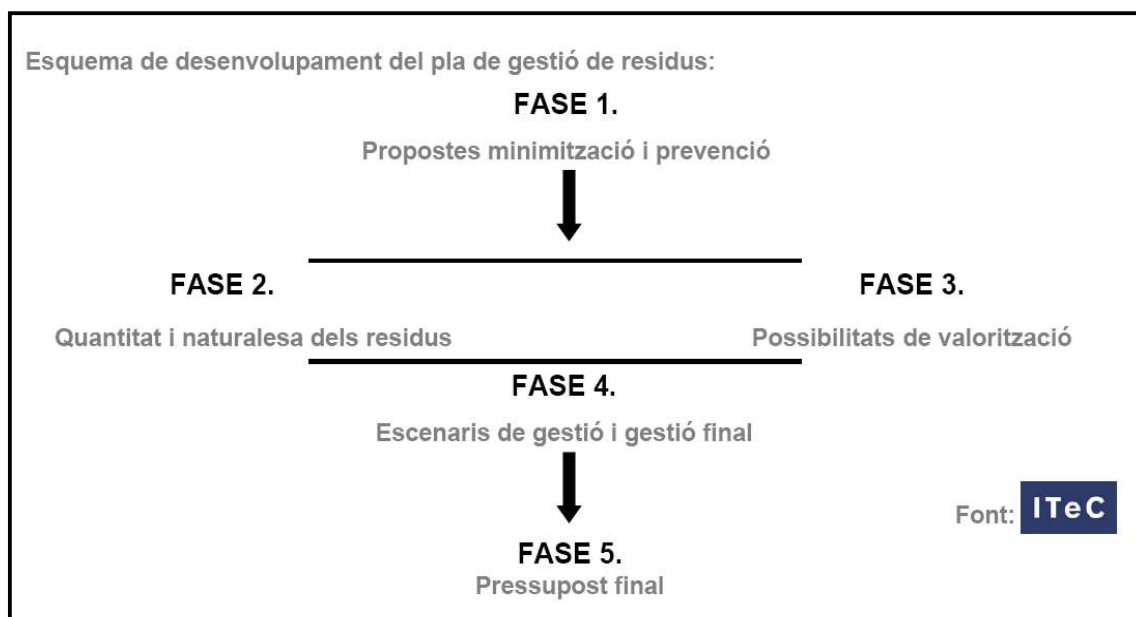 Esquema de desenvolupament del pla de gestió de residus:
FASE 1.
Propostes minimització i prevenció
FASE 2.
Quantitat i naturalesa dels residus
FASE 3.
Possibilitats de valorització
FASE 4.
Escenaris de gestió i gestió final
Font: ITeC
FASE 5.
Pressupost final